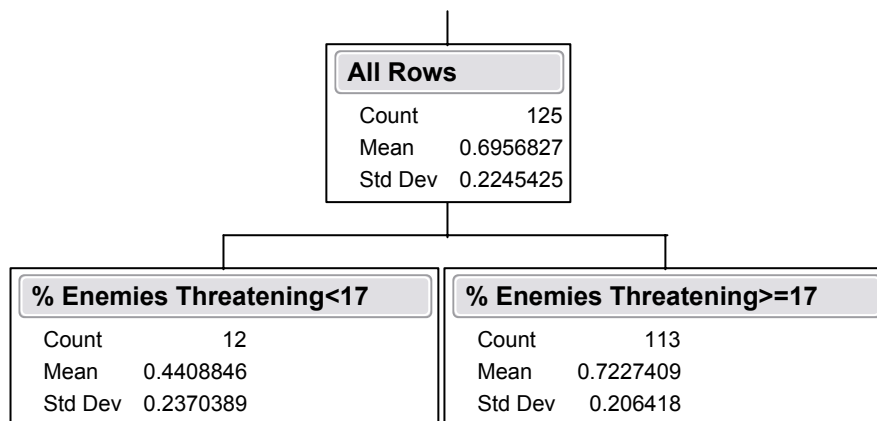 All Rows
Count 125
Mean 0.6956827
Std Dev 0.2245425
% Enemies Threatening<17
Count 12
Mean 0.4408846
Std Dev 0.2370389
% Enemies Threatening>=17
Count 113
Mean 0.7227409
Std Dev 0.206418